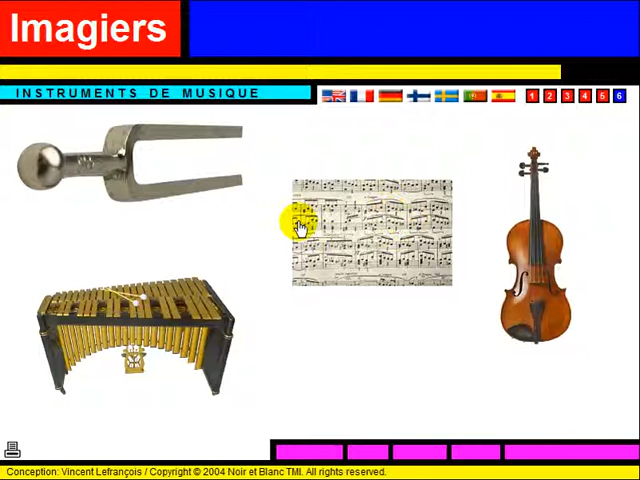 Imagiers
INSTRUMENTS DE MUSIQUE
1 2 3 4 5 6
Conception: Vincent Lefrançois / Copyright © 2004 Noir et Blanc TMI. All rights reserved.